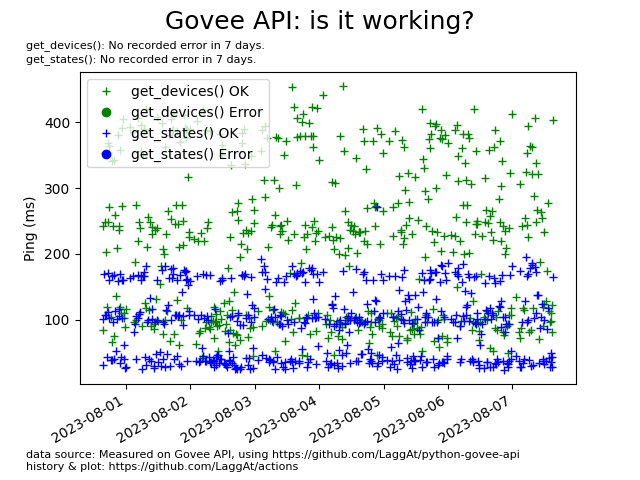 Govee API: is it working?
get_devices(): No recorded error in 7 days.
get_states(): No recorded error in 7 days.
get_devices() OK
get_devices() Error
get_states() OK
get_states() Error
400
300
200
100
Ping (ms)
2023-08-01
2023-08-02
2023-08-03
2023-08-04
2023-08-05
2023-08-06
2023-08-07
data source: Measured on Govee API, using https://github.com/LaggAt/python-govee-api
history & plot: https://github.com/LaggAt/actions